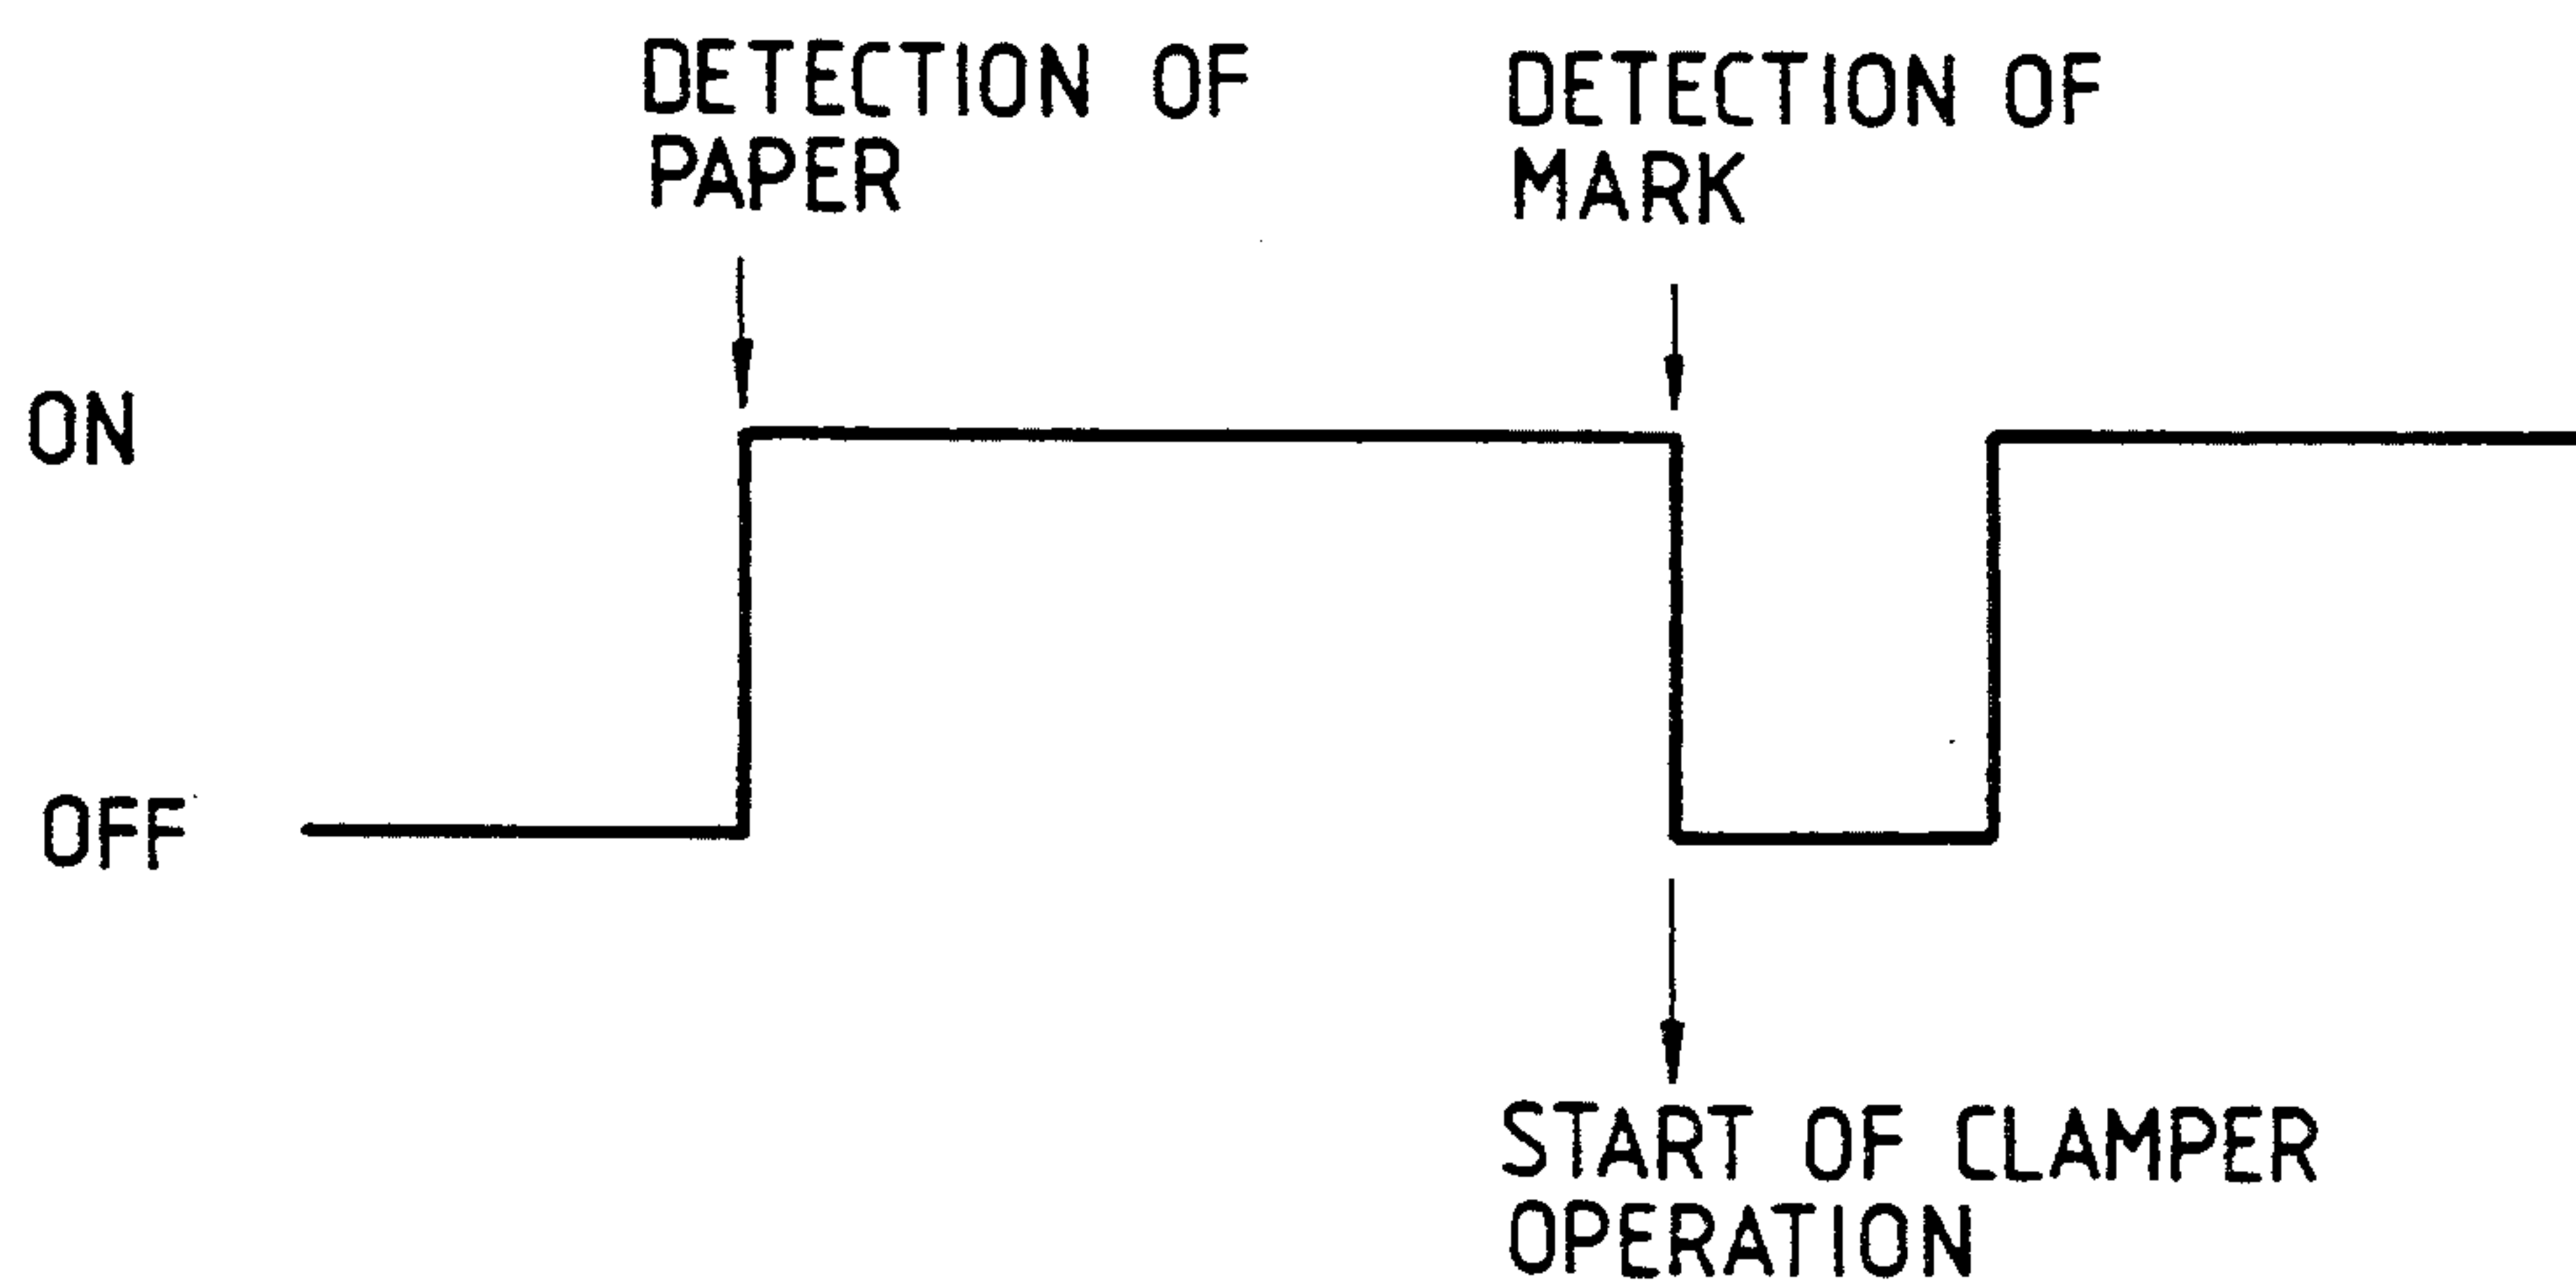 DETECTION OF
PAPER
DETECTION OF
MARK
ON
OFF
START OF CLAMPER
OPERATION